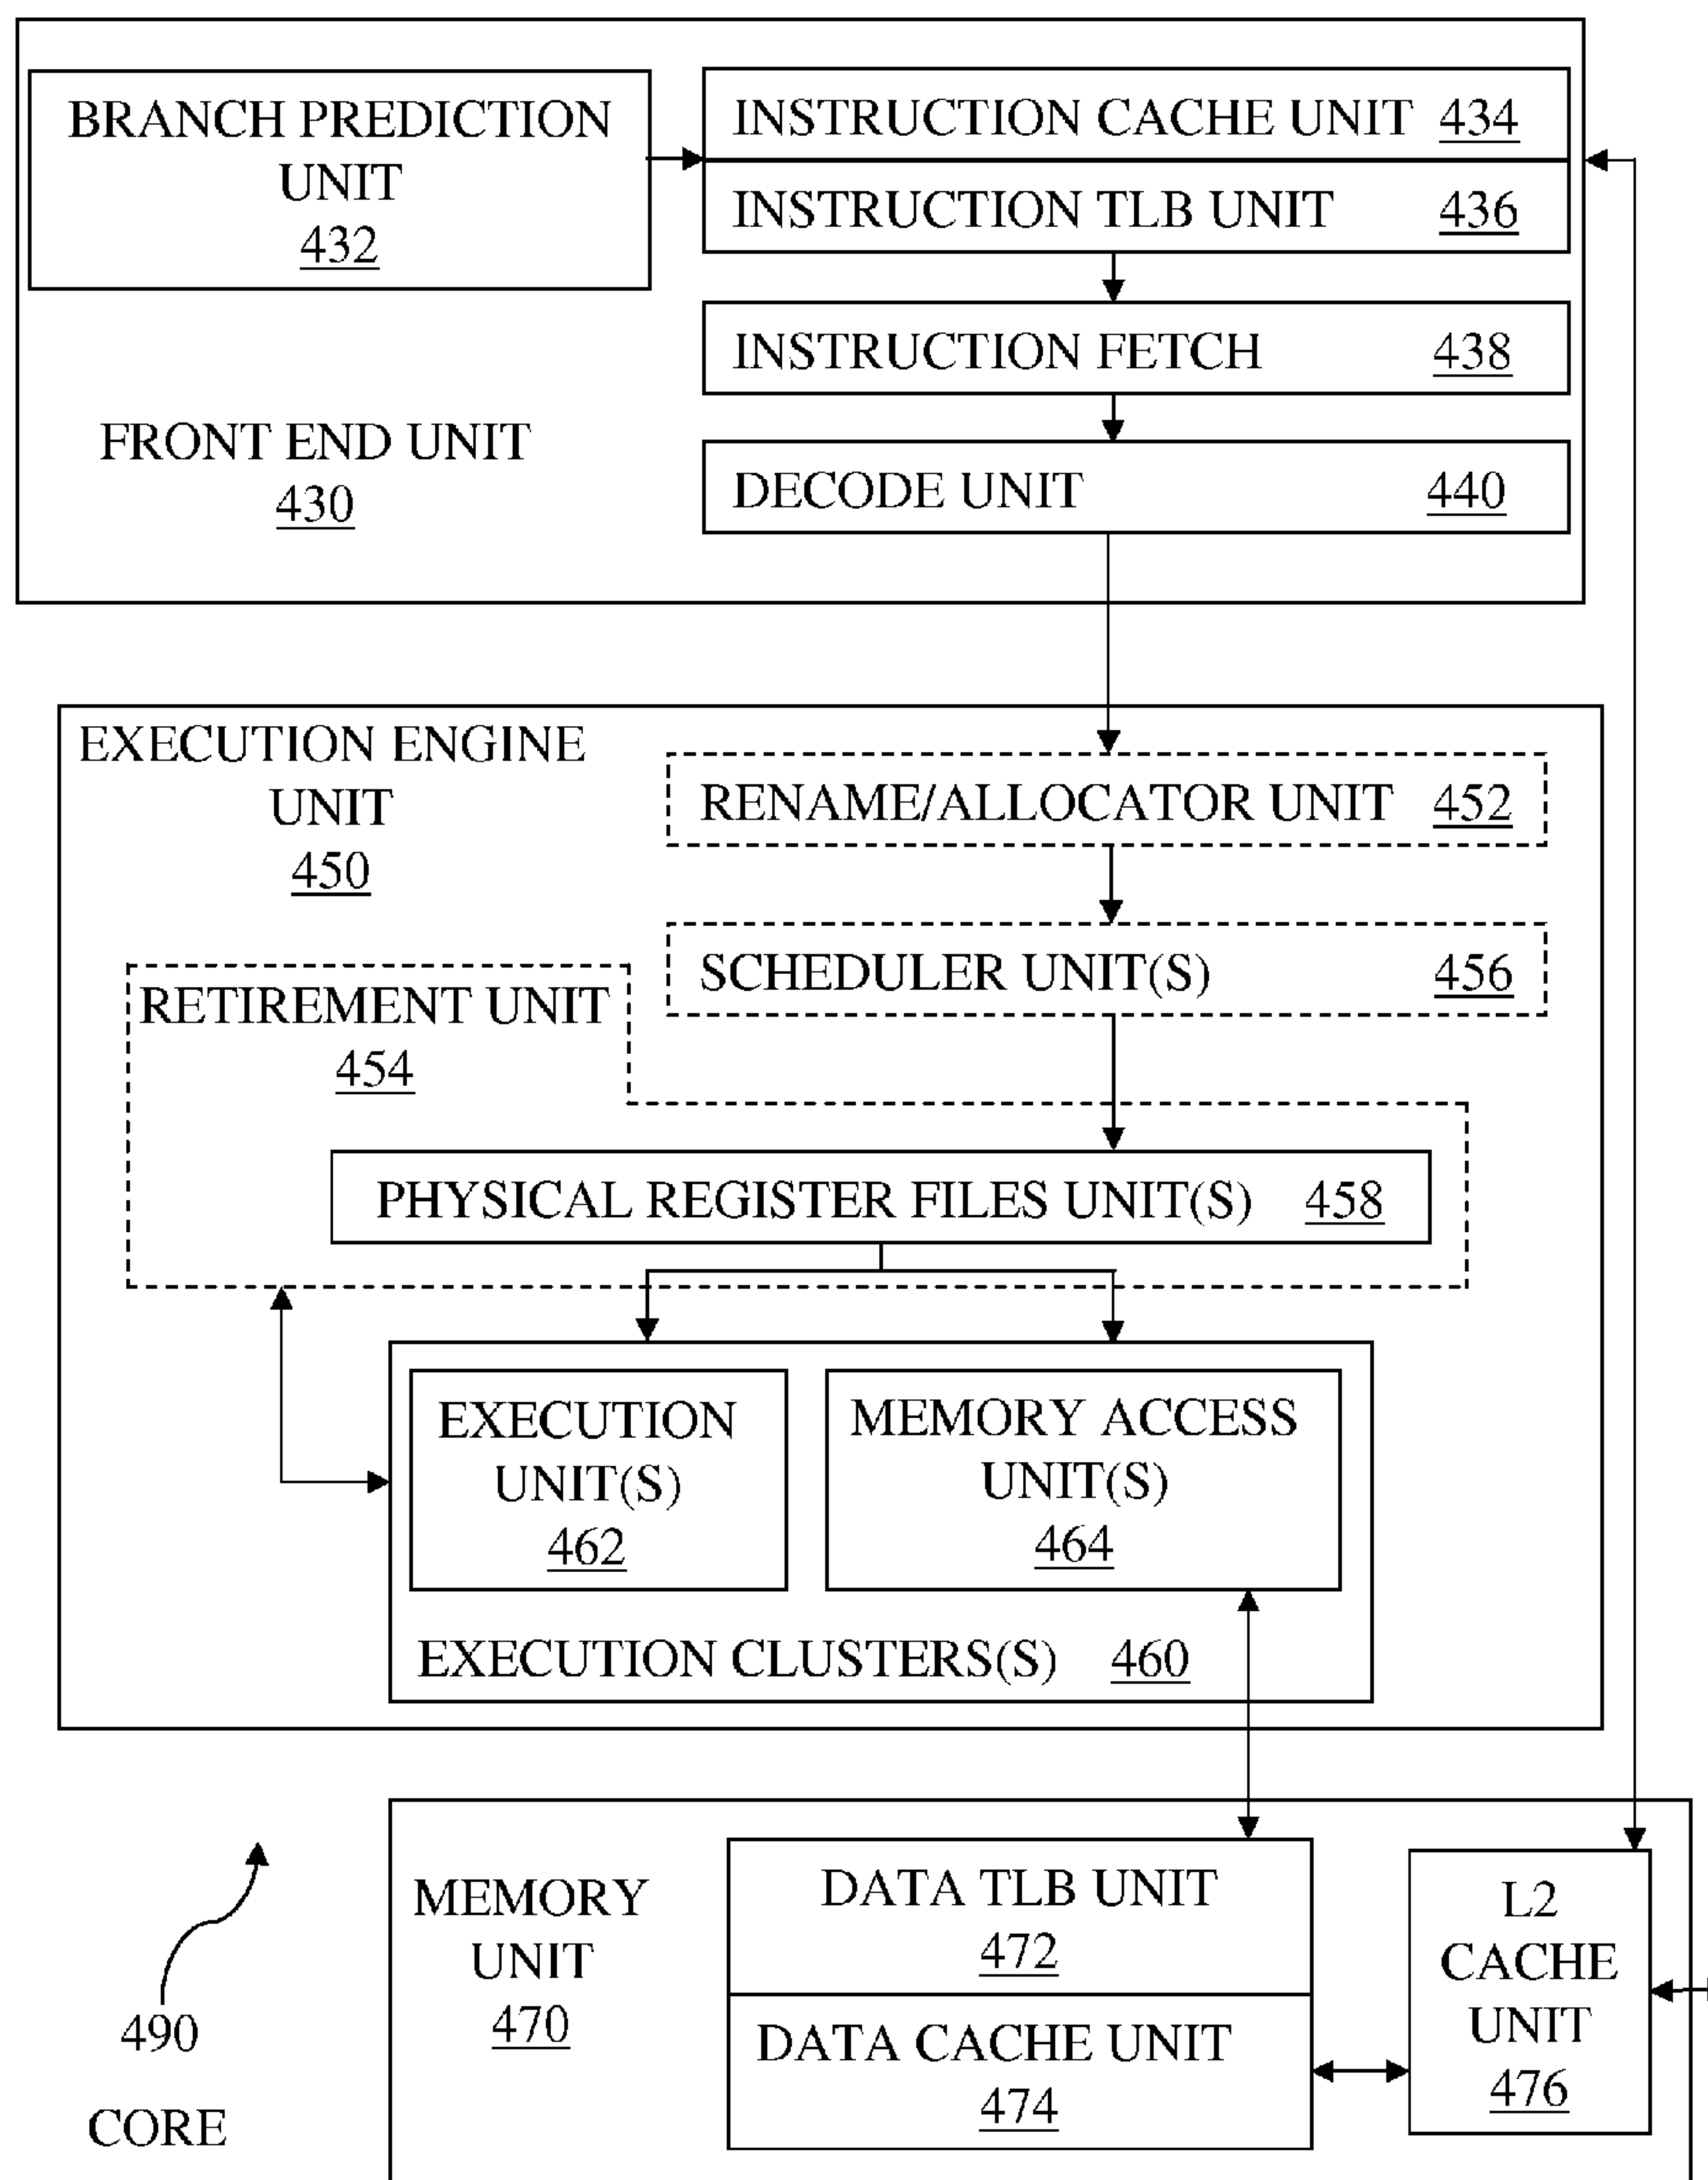 BRANCH PREDICTION
UNIT
432
INSTRUCTION CACHE UNIT 434
INSTRUCTION TLB UNIT 436
INSTRUCTION FETCH 438
FRONT END UNIT
430
DECODE UNIT 440
EXECUTION ENGINE
UNIT
450
RENAME/ALLOCATOR UNIT 452
SCHEDULER UNIT(S) 456
RETIREMENT UNIT
454
PHYSICAL REGISTER FILES UNIT(S) 458
EXECUTION
UNIT(S)
462
MEMORY ACCESS
UNIT(S)
464
EXECUTION CLUSTERS(S) 460
MEMORY
UNIT
470
DATA TLB UNIT
472
DATA CACHE UNIT
474
L2
CACHE
UNIT
476
490
CORE